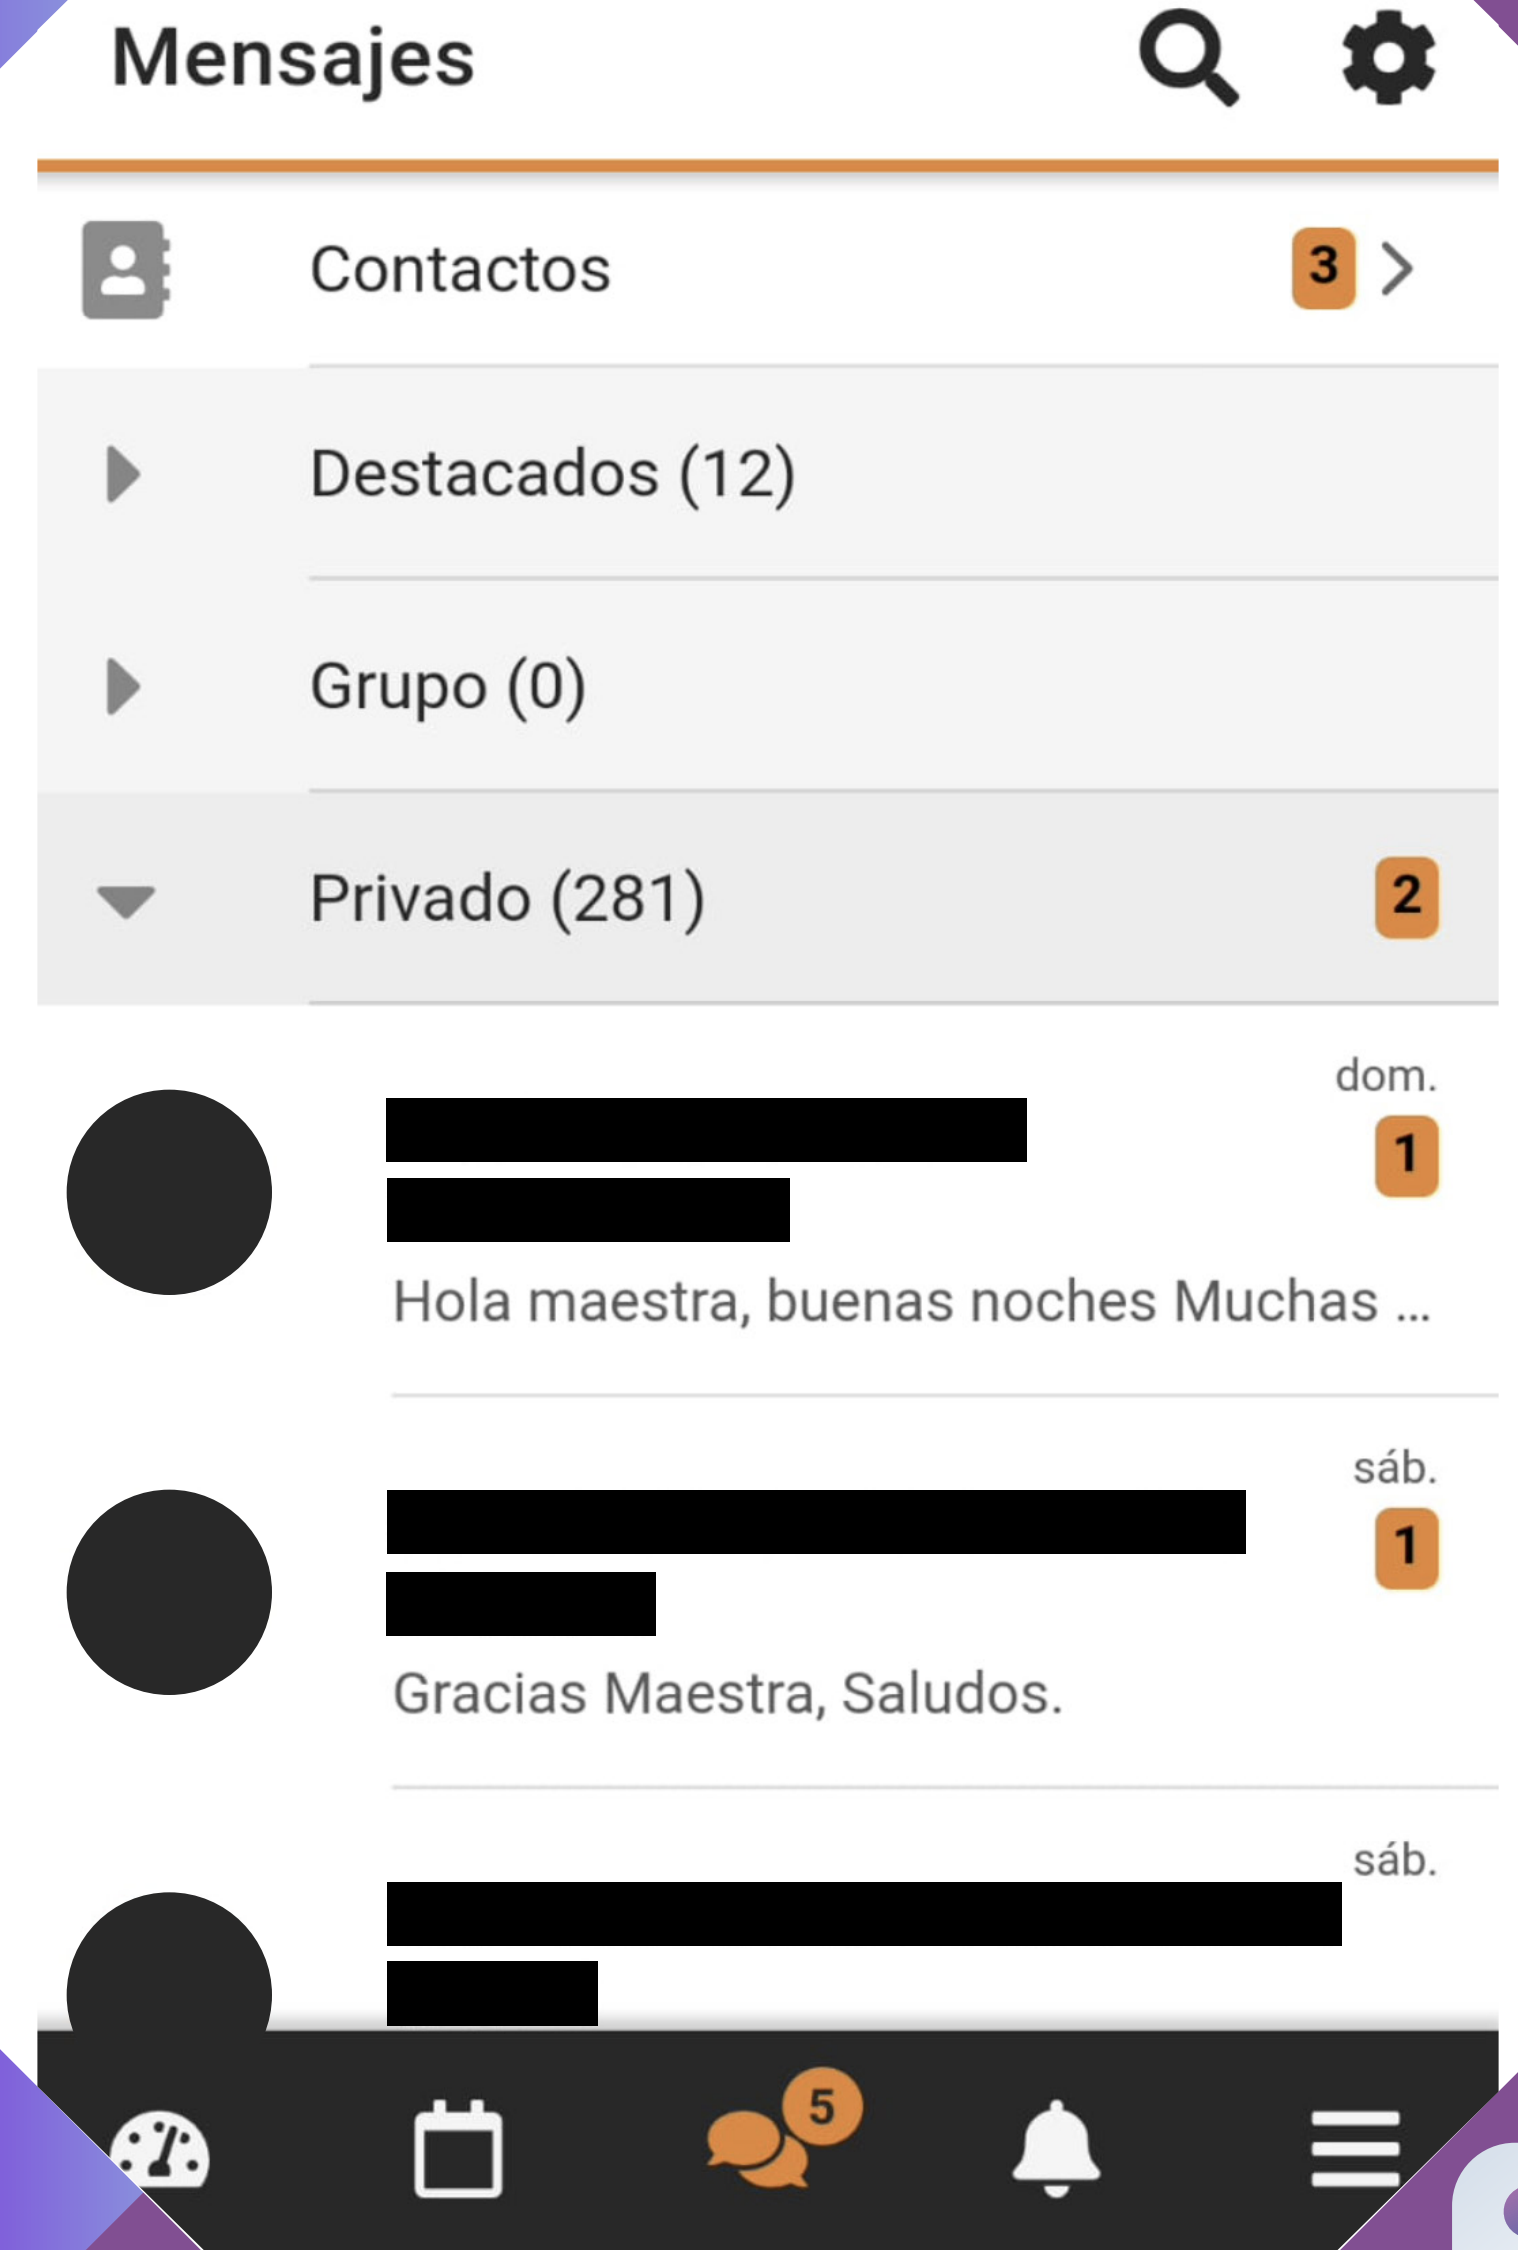 Mensajes
Contactos 3
Destacados (12)
Grupo (0)
Privado (281) 2
dom.
1
Hola maestra, buenas noches Muchas ...
sáb.
1
Gracias Maestra, Saludos.
sáb.
5